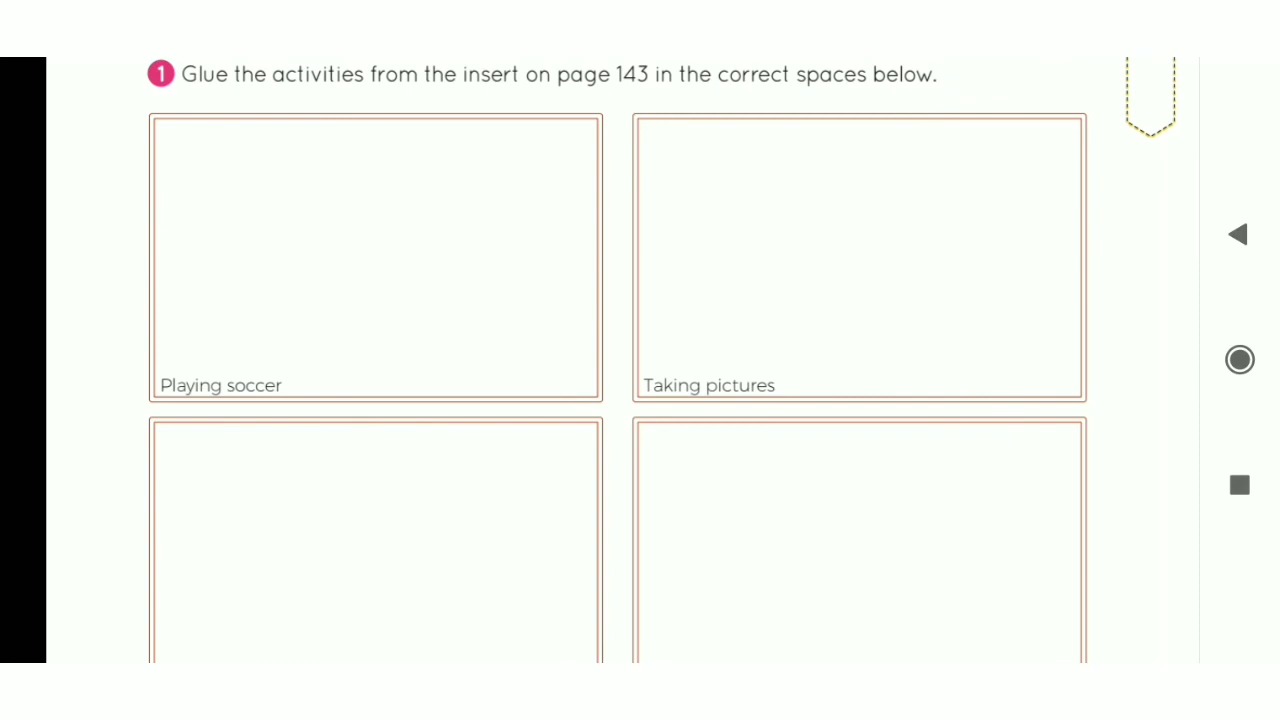 1 Glue the activities from the insert on page 143 in the correct spaces below.
Playing soccer
Taking pictures